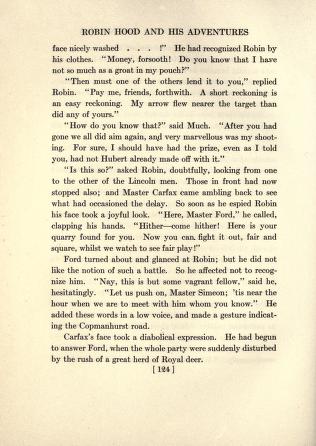 ROBIN HOOD AND HIS ADVENTURES
face nicely washed . . . !” He had recognized Robin by
his clothes. “Money, forsooth! Do you know that I have
not so much as a groat in my pouch?”
“Then must one of the others lend it to you,” replied
Robin. “Pay me, friends, forthwith. A short reckoning is
an easy reckoning. My arrow flew nearer the target than
did any of yours.”
“How do you know that?” said Much. “After you had
gone we all did aim again, and very marvellous was my shoot-
ing. For sure, I should have had the prize, even as I told
you, had not Hubert already made off with it.”
“Is this so?” asked Robin, doubtfully, looking from one
to the other of the Lincoln men. Those in front had now
stopped also; and Master Carfax came ambling back to see
what had occasioned the delay. So soon as he espied Robin
his face took a joyful look. “Here, Master Ford,” he called,
clapping his hands. “Hither—come hither! Here is your
quarry found for you. Now you can fight it out, fair and
square, whilst we watch to see fair play!”
Ford turned about and glanced at Robin; but he did not
like the notion of such a battle. So he affected not to recog-
nize him. “Nay, this is but some vagrant fellow,” said he,
hesitatingly. “Let us push on, Master Simeon; ’tis near the
hour when we are to meet with him whom you know.” He
added these words in a low voice, and made a gesture indicat-
ing the Copmanhurst road.
Carfax’s face took a diabolical expression. He had begun
to answer Ford, when the whole party were suddenly disturbed
by the rush of a great herd of Royal deer.
[ 124 ]